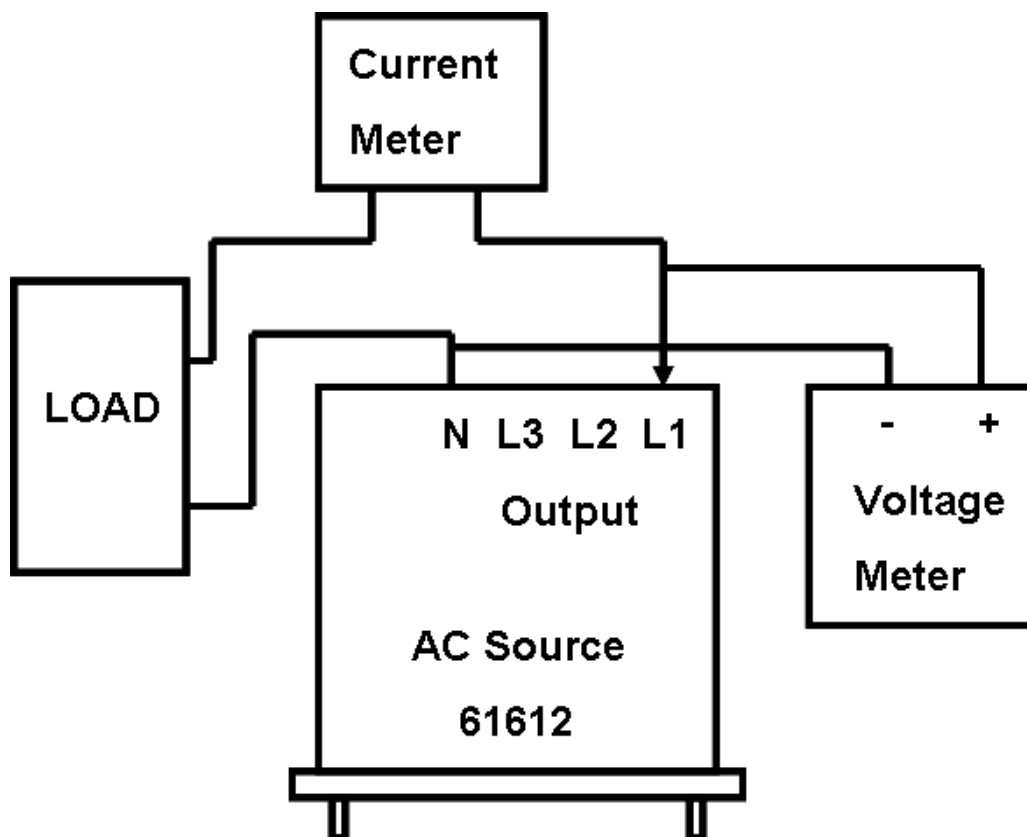 Current
Meter
LOAD
N L3 L2 L1
Output
- +
Voltage
Meter
AC Source
61612